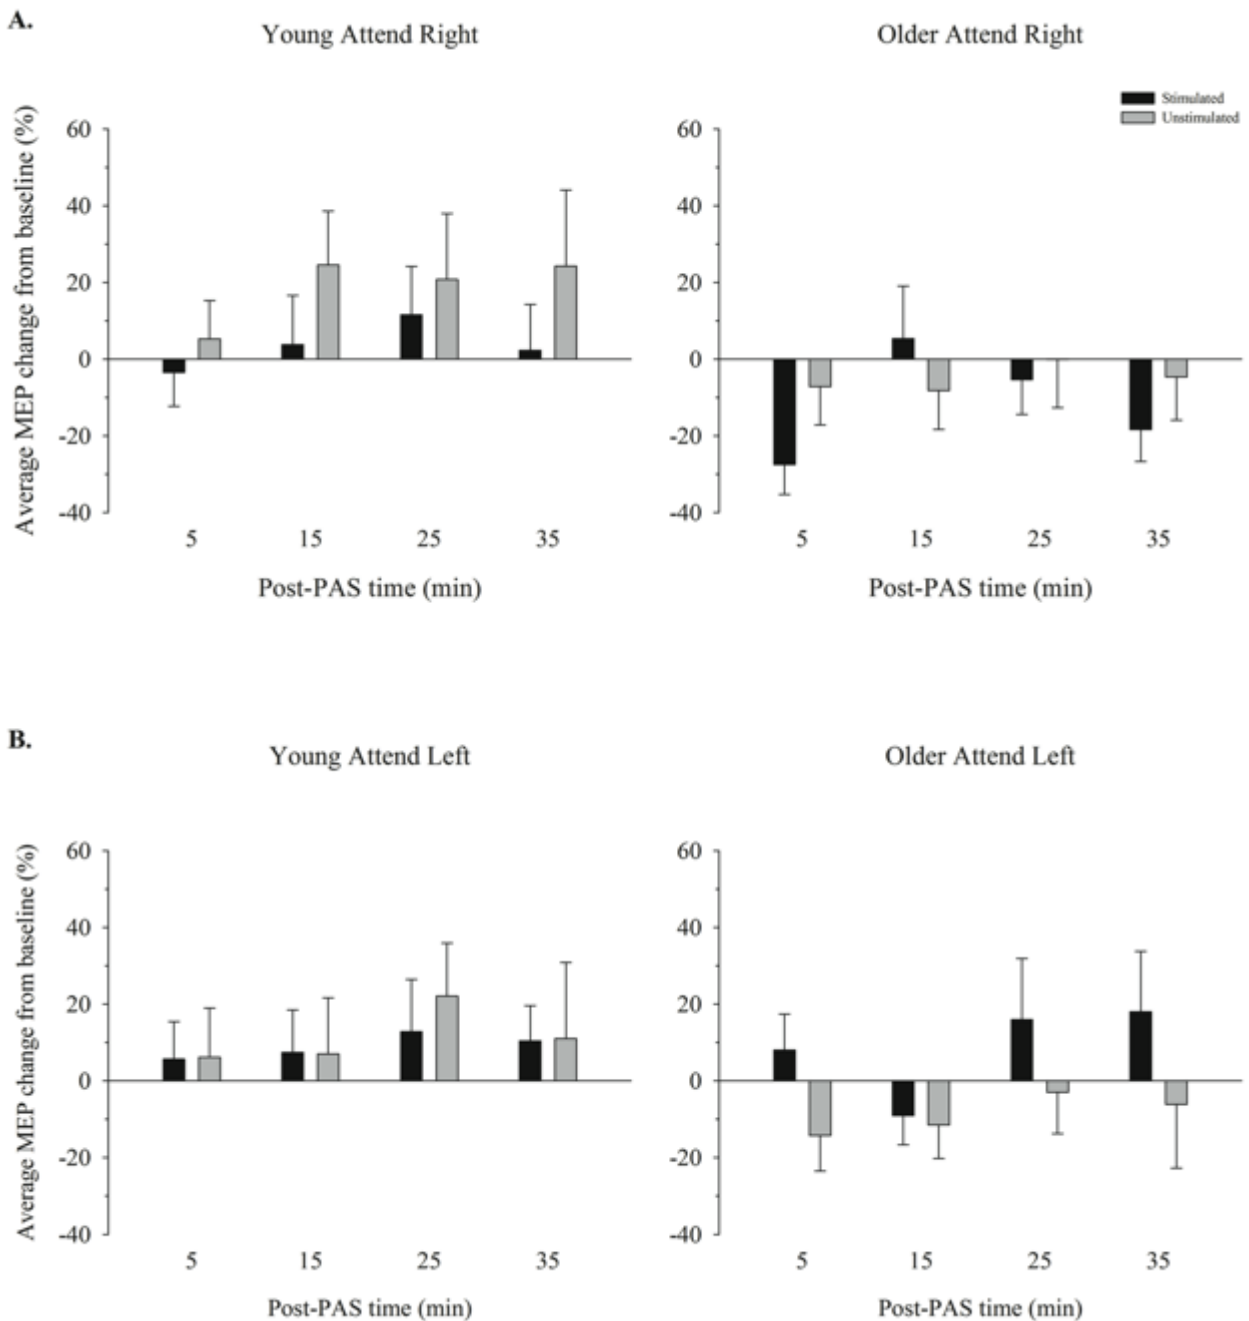 A.
Young Attend Right
Older Attend Right
Stimulated
Unstimulated
Average MEP change from baseline (%)
60
40
20
0
-20
-40
5 15 25 35
Post-PAS time (min)
60
40
20
0
-20
-40
5 15 25 35
Post-PAS time (min)
B.
Young Attend Left
Older Attend Left
Average MEP change from baseline (%)
60
40
20
0
-20
-40
5 15 25 35
Post-PAS time (min)
60
40
20
0
-20
-40
5 15 25 35
Post-PAS time (min)